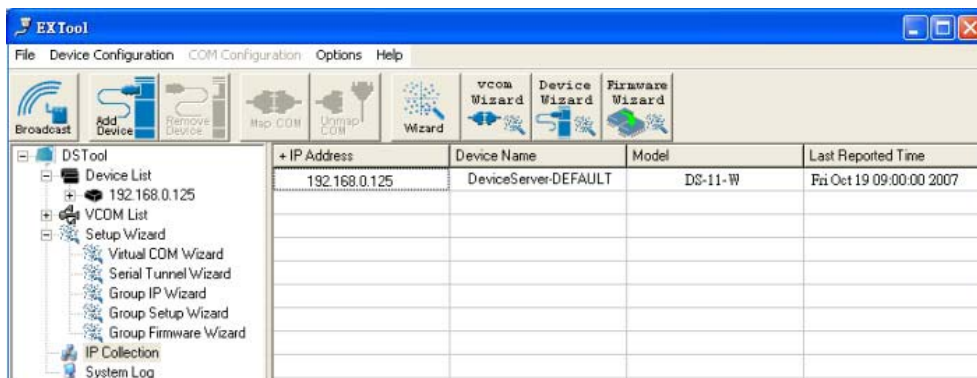 EXTool
File Device Configuration COM Configuration Options Help
Broadcast
Add Device
Remove Device
Map COM
Unmap COM
Wizard
vcom Wizard
Device Wizard
Firmware Wizard
DSTool
Device List
192.168.0.125
VCOM List
Setup Wizard
Virtual COM Wizard
Serial Tunnel Wizard
Group IP Wizard
Group Setup Wizard
Group Firmware Wizard
IP Collection
System Log
+ IP Address Device Name Model Last Reported Time
192.168.0.125 DeviceServer-DEFAULT DS-11-W Fri Oct 19 09:00:00 2007